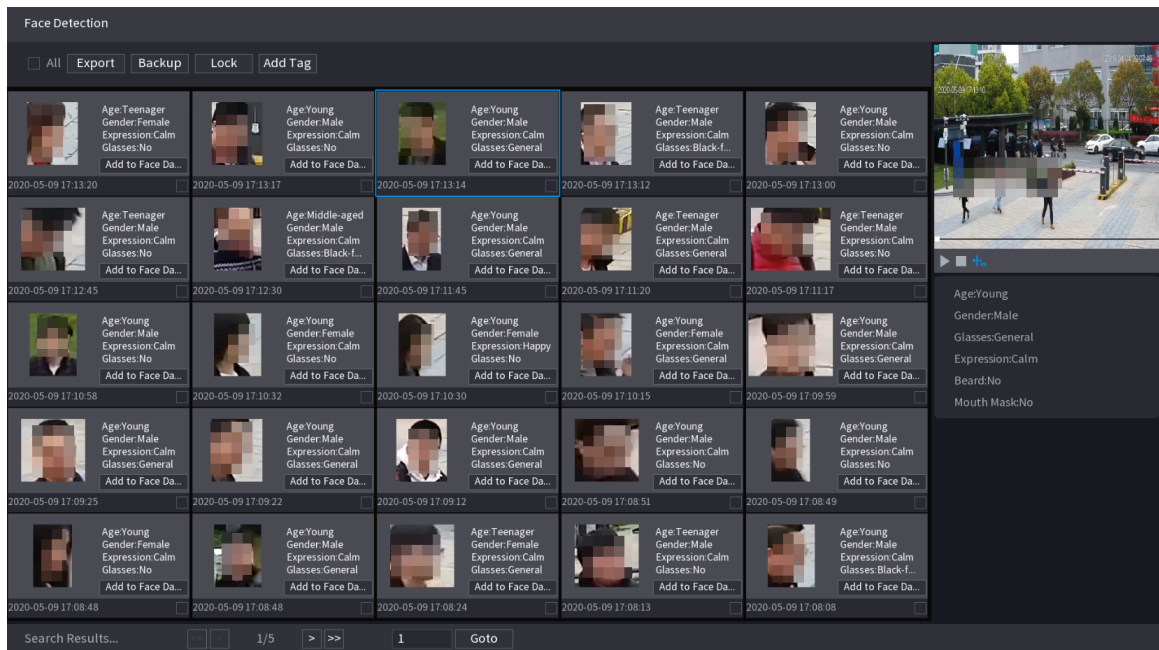 Face Detection
All Export Backup Lock Add Tag
Age:Teenager
Gender:Female
Expression:Calm
Glasses:No
Add to Face Da...
2020-05-09 17:13:20
Age:Young
Gender:Male
Expression:Calm
Glasses:No
Add to Face Da...
2020-05-09 17:13:17
Age:Young
Gender:Male
Expression:Calm
Glasses:General
Add to Face Da...
2020-05-09 17:13:14
Age:Teenager
Gender:Male
Expression:Calm
Glasses:Black-f...
Add to Face Da...
2020-05-09 17:13:12
Age:Young
Gender:Male
Expression:Calm
Glasses:No
Add to Face Da...
2020-05-09 17:13:00
Age:Teenager
Gender:Male
Expression:Calm
Glasses:No
Add to Face Da...
2020-05-09 17:12:45
Age:Middle-aged
Gender:Male
Expression:Calm
Glasses:Black-f...
Add to Face Da...
2020-05-09 17:12:30
Age:Young
Gender:Male
Expression:Calm
Glasses:General
Add to Face Da...
2020-05-09 17:11:45
Age:Teenager
Gender:Male
Expression:Calm
Glasses:General
Add to Face Da...
2020-05-09 17:11:20
Age:Teenager
Gender:Male
Expression:Calm
Glasses:No
Add to Face Da...
2020-05-09 17:11:17
Age:Young
Gender:Male
Expression:Calm
Glasses:No
Add to Face Da...
2020-05-09 17:10:58
Age:Young
Gender:Female
Expression:Calm
Glasses:No
Add to Face Da...
2020-05-09 17:10:32
Age:Young
Gender:Female
Expression:Happy
Glasses:No
Add to Face Da...
2020-05-09 17:10:30
Age:Young
Gender:Female
Expression:Calm
Glasses:General
Add to Face Da...
2020-05-09 17:10:15
Age:Young
Gender:Male
Expression:Calm
Glasses:General
Add to Face Da...
2020-05-09 17:09:59
Age:Young
Gender:Male
Expression:Calm
Glasses:General
Add to Face Da...
2020-05-09 17:09:25
Age:Young
Gender:Male
Expression:Calm
Glasses:General
Add to Face Da...
2020-05-09 17:09:22
Age:Young
Gender:Male
Expression:Calm
Glasses:General
Add to Face Da...
2020-05-09 17:09:12
Age:Young
Gender:Male
Expression:Calm
Glasses:No
Add to Face Da...
2020-05-09 17:08:51
Age:Young
Gender:Male
Expression:Calm
Glasses:No
Add to Face Da...
2020-05-09 17:08:49
Age:Young
Gender:Female
Expression:Calm
Glasses:No
Add to Face Da...
2020-05-09 17:08:48
Age:Young
Gender:Male
Expression:Calm
Glasses:General
Add to Face Da...
2020-05-09 17:08:48
Age:Teenager
Gender:Female
Expression:Calm
Glasses:General
Add to Face Da...
2020-05-09 17:08:24
Age:Teenager
Gender:Male
Expression:Calm
Glasses:No
Add to Face Da...
2020-05-09 17:08:13
Age:Young
Gender:Male
Expression:Calm
Glasses:Black-f...
Add to Face Da...
2020-05-09 17:08:08
Age:Young
Gender:Male
Glasses:General
Expression:Calm
Beard:No
Mouth Mask:No
Search Results... << < 1/5 > >> 1 Goto